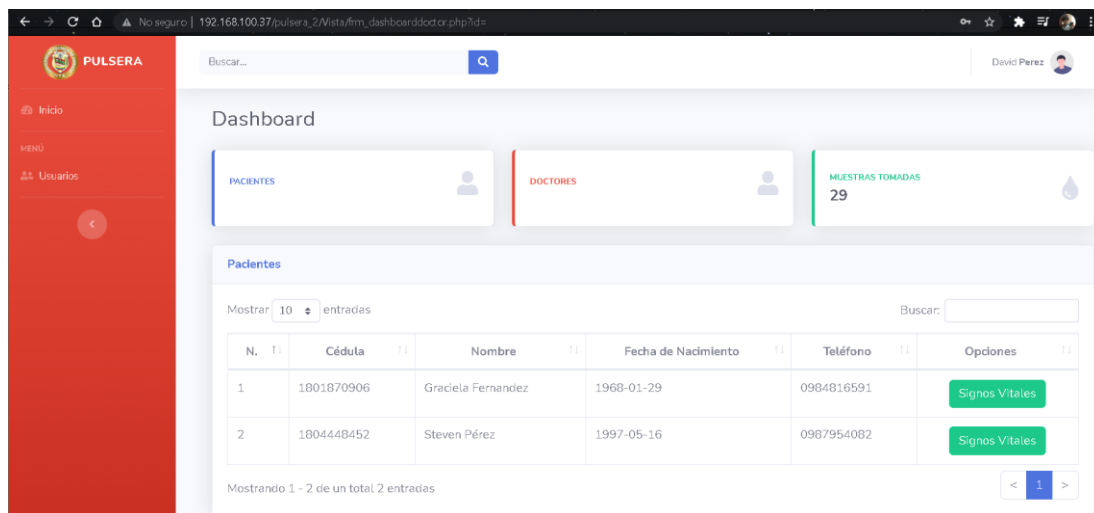 No seguro | 192.168.100.37/pulsera_2/Vista/frm_dashboarddoctor.php?id=
PULSERA
Buscar...
David Perez
Inicio
MENÚ
Usuarios
Dashboard
PACIENTES
DOCTORES
MUESTRAS TOMADAS
29
Pacientes
Mostrar 10 entradas
Buscar:
N. Cédula Nombre Fecha de Nacimiento Teléfono Opciones
1 1801870906 Graciela Fernandez 1968-01-29 0984816591 Signos Vitales
2 1804448452 Steven Pérez 1997-05-16 0987954082 Signos Vitales
Mostrando 1 - 2 de un total 2 entradas
< 1 >